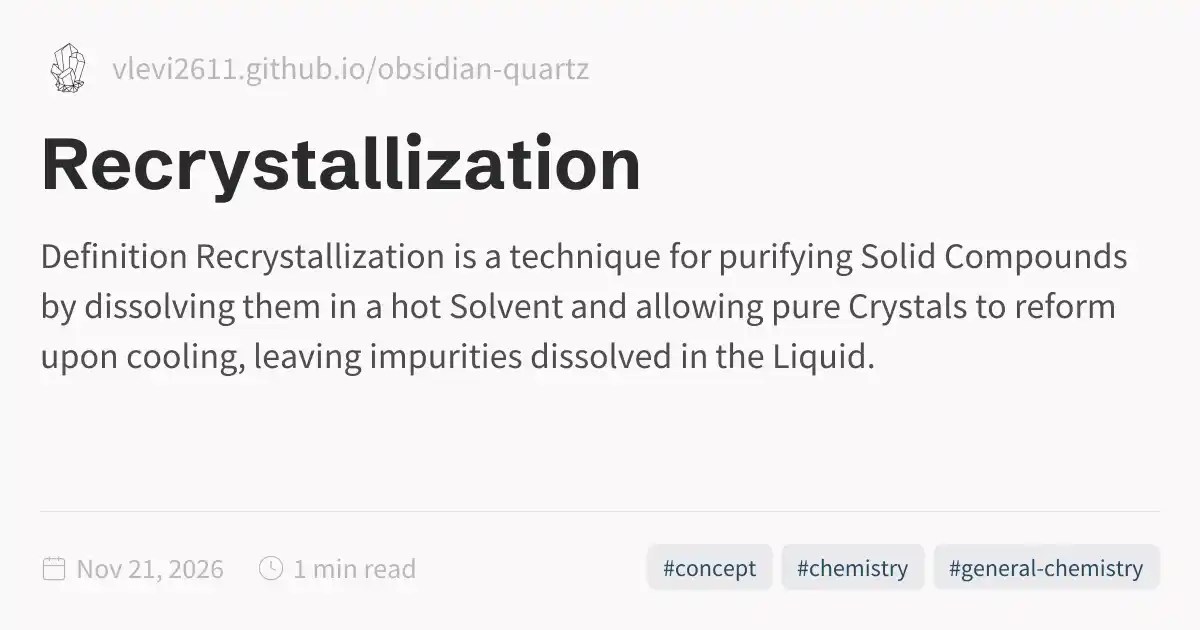 vlevi2611.github.io/obsidian-quartz
Recrystallization
Definition Recrystallization is a technique for purifying Solid Compounds
by dissolving them in a hot Solvent and allowing pure Crystals to reform
upon cooling, leaving impurities dissolved in the Liquid.
Nov 21, 2026 1 min read #concept #chemistry #general-chemistry